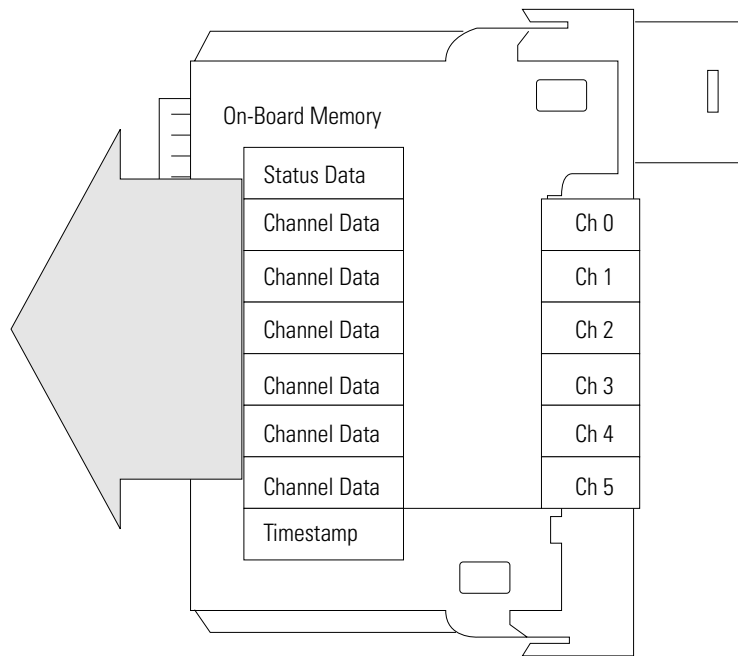 On-Board Memory
Status Data
Channel Data
Ch 0
Channel Data
Ch 1
Channel Data
Ch 2
Channel Data
Ch 3
Channel Data
Ch 4
Channel Data
Ch 5
Timestamp